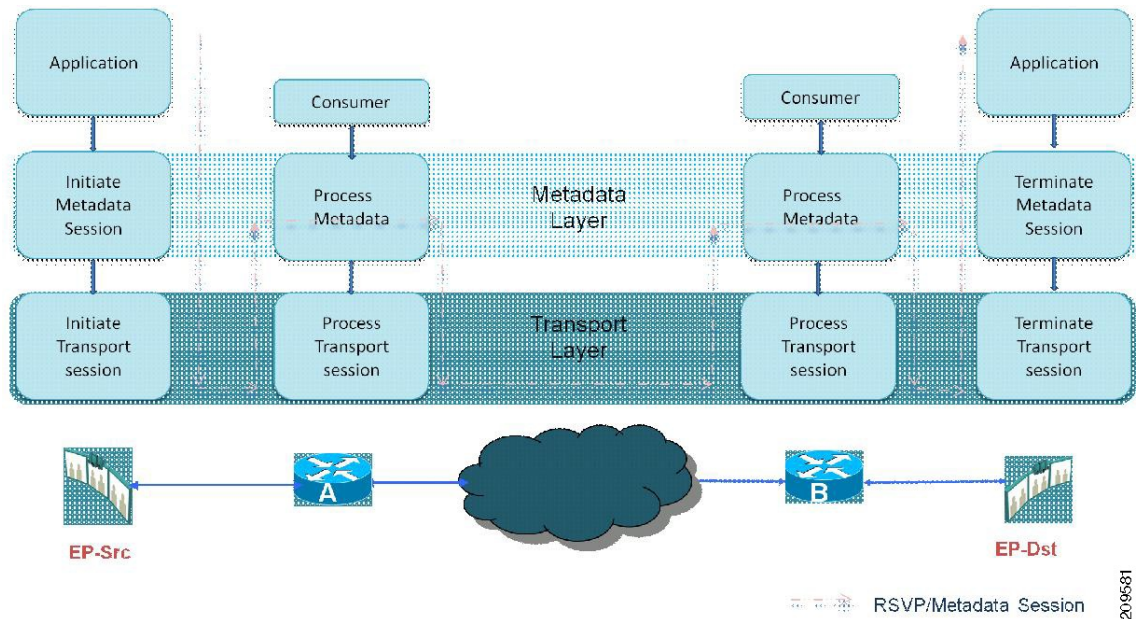 Application
Application
Consumer
Consumer
Initiate
Metadata
Session
Process
Metadata
Metadata
Layer
Process
Metadata
Terminate
Metadata
Session
Initiate
Transport
session
Process
Transport
session
Transport
Layer
Process
Transport
session
Terminate
Transport
session
A
B
EP-Src
EP-Dst
RSVP/Metadata Session
209581